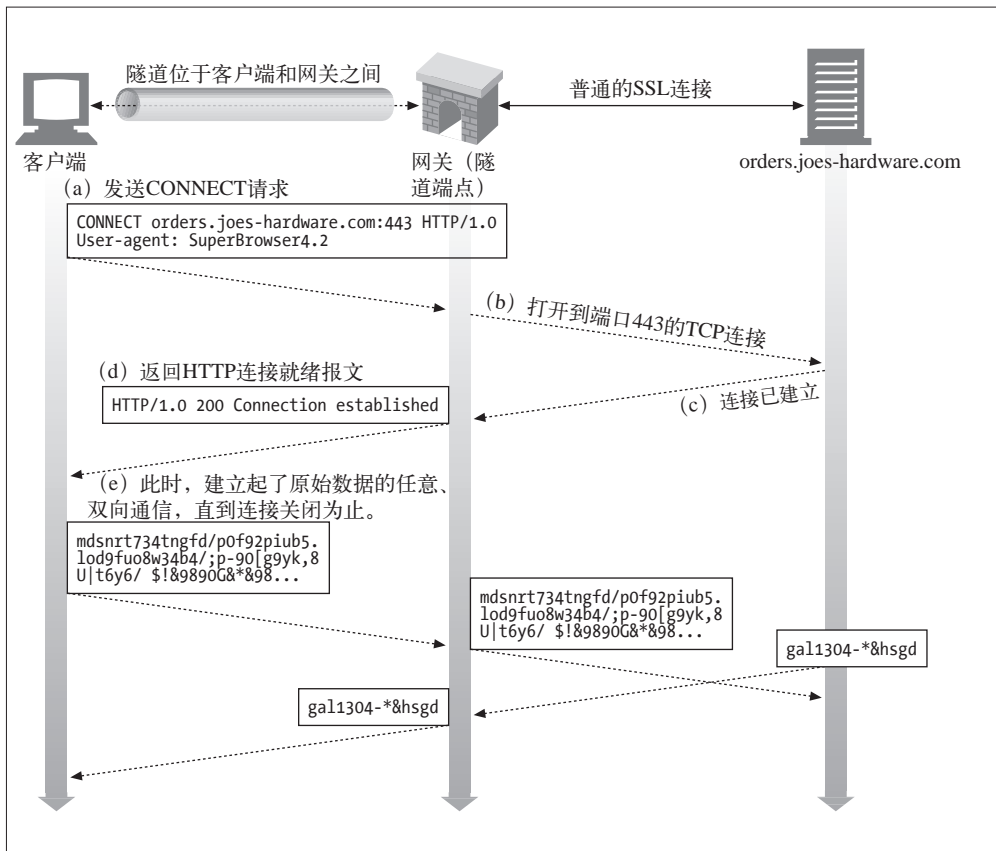 隧道位于客户端和网关之间
普通的SSL连接
客户端
网关（隧
道端点）
orders.joes-hardware.com
（a）发送CONNECT请求
CONNECT orders.joes-hardware.com:443 HTTP/1.0
User-agent: SuperBrowser4.2
（b）打开到端口443的TCP连接
（c）连接已建立
（d）返回HTTP连接就绪报文
HTTP/1.0 200 Connection established
（e）此时，建立起了原始数据的任意、
双向通信，直到连接关闭为止。
mdsnrt734tngfd/p0f92piub5.
lod9fuo8w34b4/;p-90[g9yk,8
U|t6y6/ $!&9890G&*&98...
mdsnrt734tngfd/p0f92piub5.
lod9fuo8w34b4/;p-90[g9yk,8
U|t6y6/ $!&9890G&*&98...
gal1304-*&hsgd
gal1304-*&hsgd